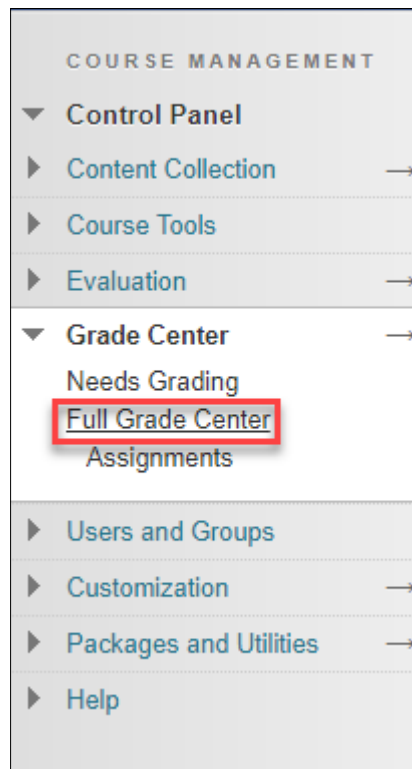 COURSE MANAGEMENT
Control Panel
Content Collection
Course Tools
Evaluation
Grade Center
Needs Grading
Full Grade Center
Assignments
Users and Groups
Customization
Packages and Utilities
Help